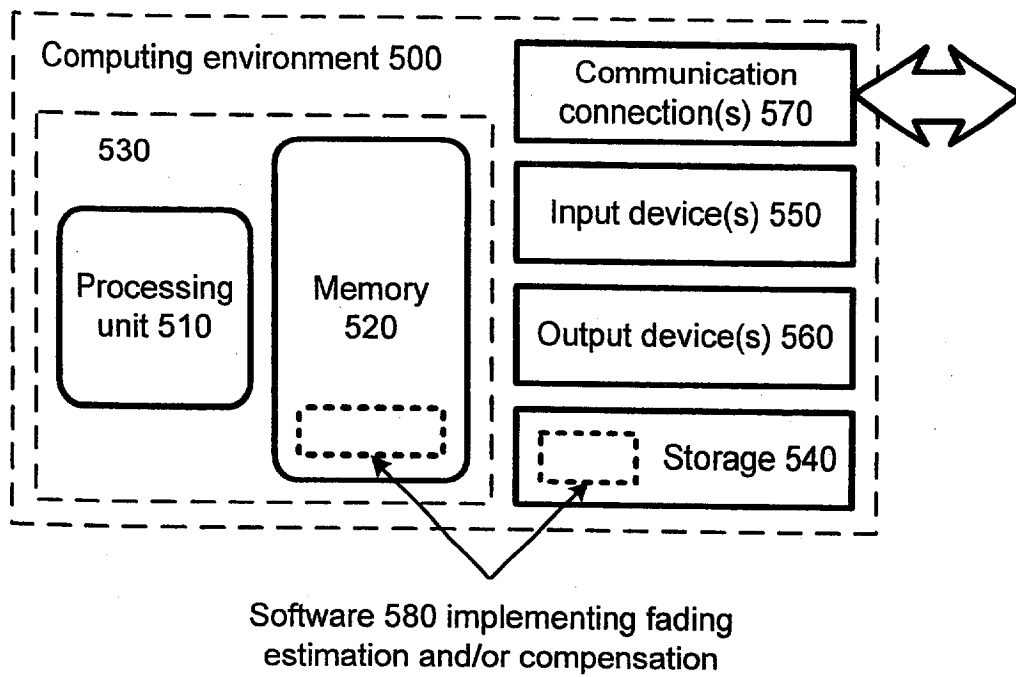 Computing environment 500
Communication
connection(s) 570
530
Input device(s) 550
Processing
unit 510
Memory
520
Output device(s) 560
Storage 540
Software 580 implementing fading
estimation and/or compensation